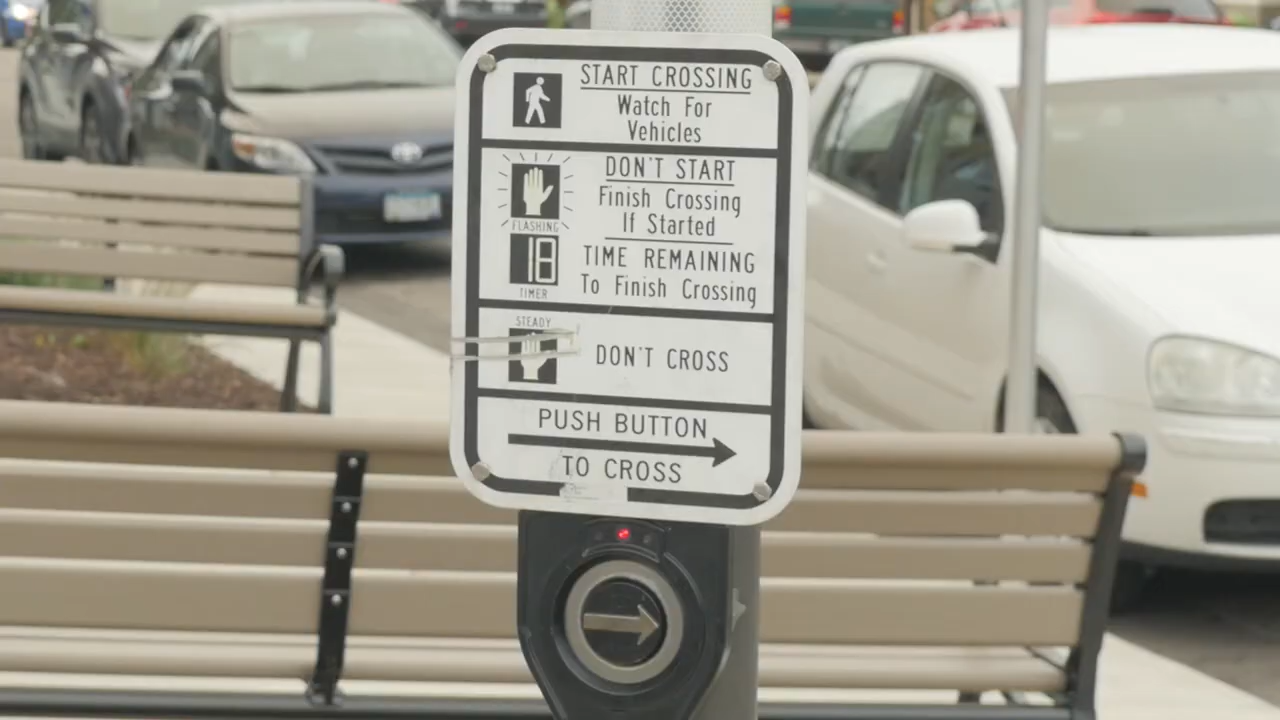 START CROSSING
Watch For
Vehicles
DON'T START
Finish Crossing
If Started
FLASHING
18
TIME REMAINING
To Finish Crossing
TIMER
STEADY
DON'T CROSS
PUSH BUTTON
TO CROSS